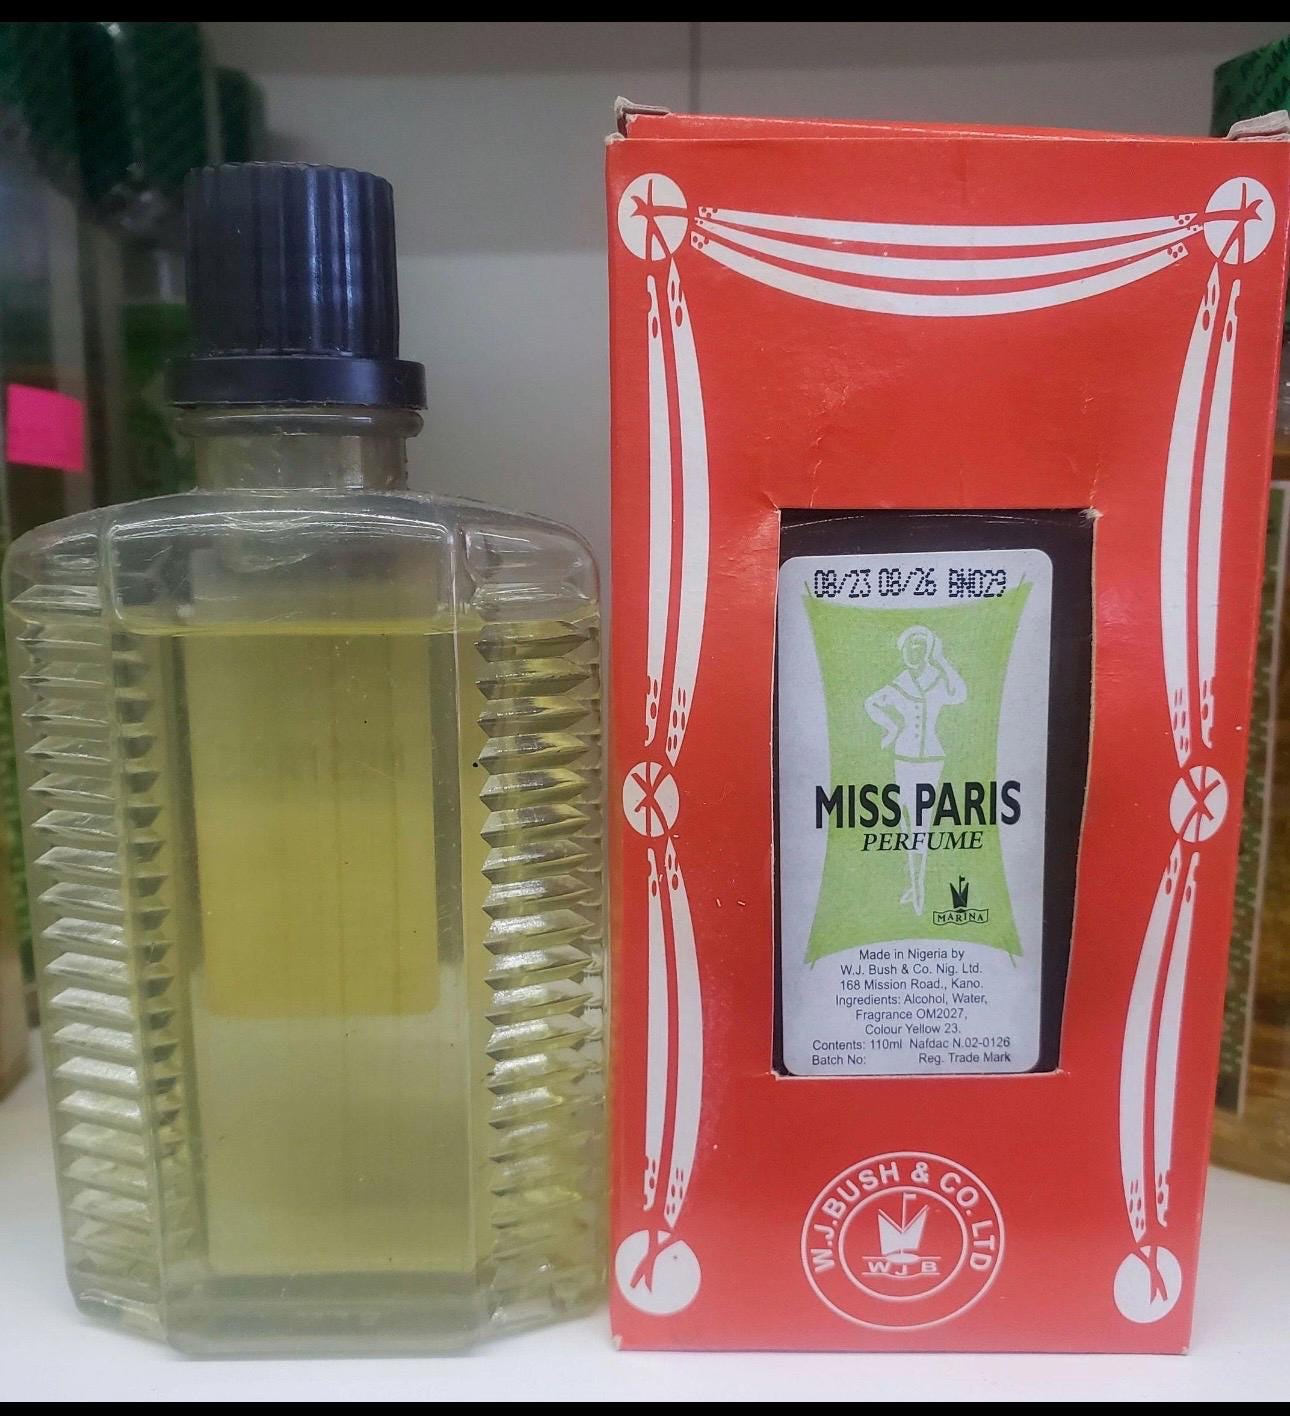 08/23 08/26 BN029
MISS PARIS
PERFUME
MARINA
Made in Nigeria by
W.J. Bush & Co. Nig. Ltd.
168 Mission Road., Kano.
Ingredients: Alcohol, Water,
Fragrance OM2027,
Colour Yellow 23.
Contents: 110ml Nafdac N.02-0126
Batch No: Reg. Trade Mark
W.J.BUSH & CO. LTD
WJB